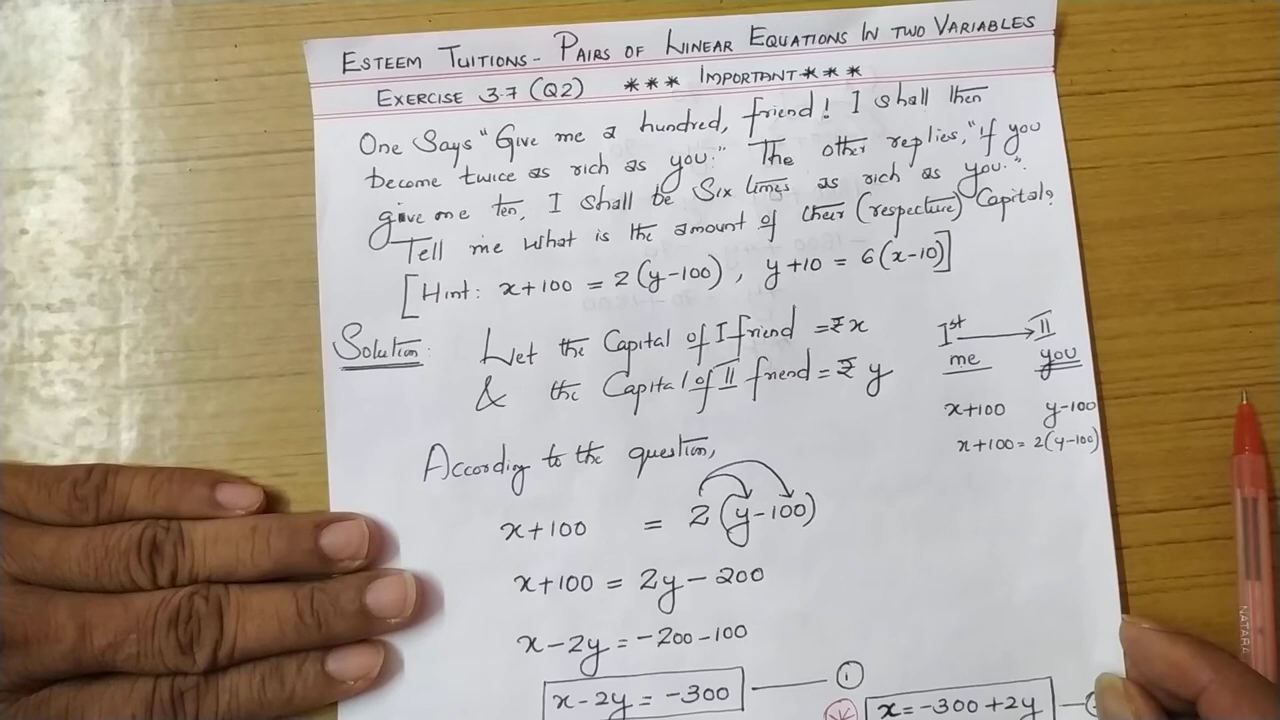 ESTEEM TUITIONS - PAIRS OF LINEAR EQUATIONS IN TWO VARIABLES
EXERCISE 3.7 (Q2) *** IMPORTANT ***
One Says "Give me a hundred, friend! I shall then
become twice as rich as you." The other replies, "If you
give me ten, I shall be Six times as rich as you."
Tell me what is the amount of their (respective) Capital?
[Hint: x+100 = 2(y-100), y+10 = 6(x-10)]
Solution: Let the Capital of I friend = ₹ x
& the Capital of II friend = ₹ y
Ist → II
me you
x+100 y-100
x+100 = 2(y-100)
According to the question,
x+100 = 2(y-100)
x+100 = 2y-200
x-2y = -200-100
x-2y = -300 — ①
x = -300+2y
NATARA